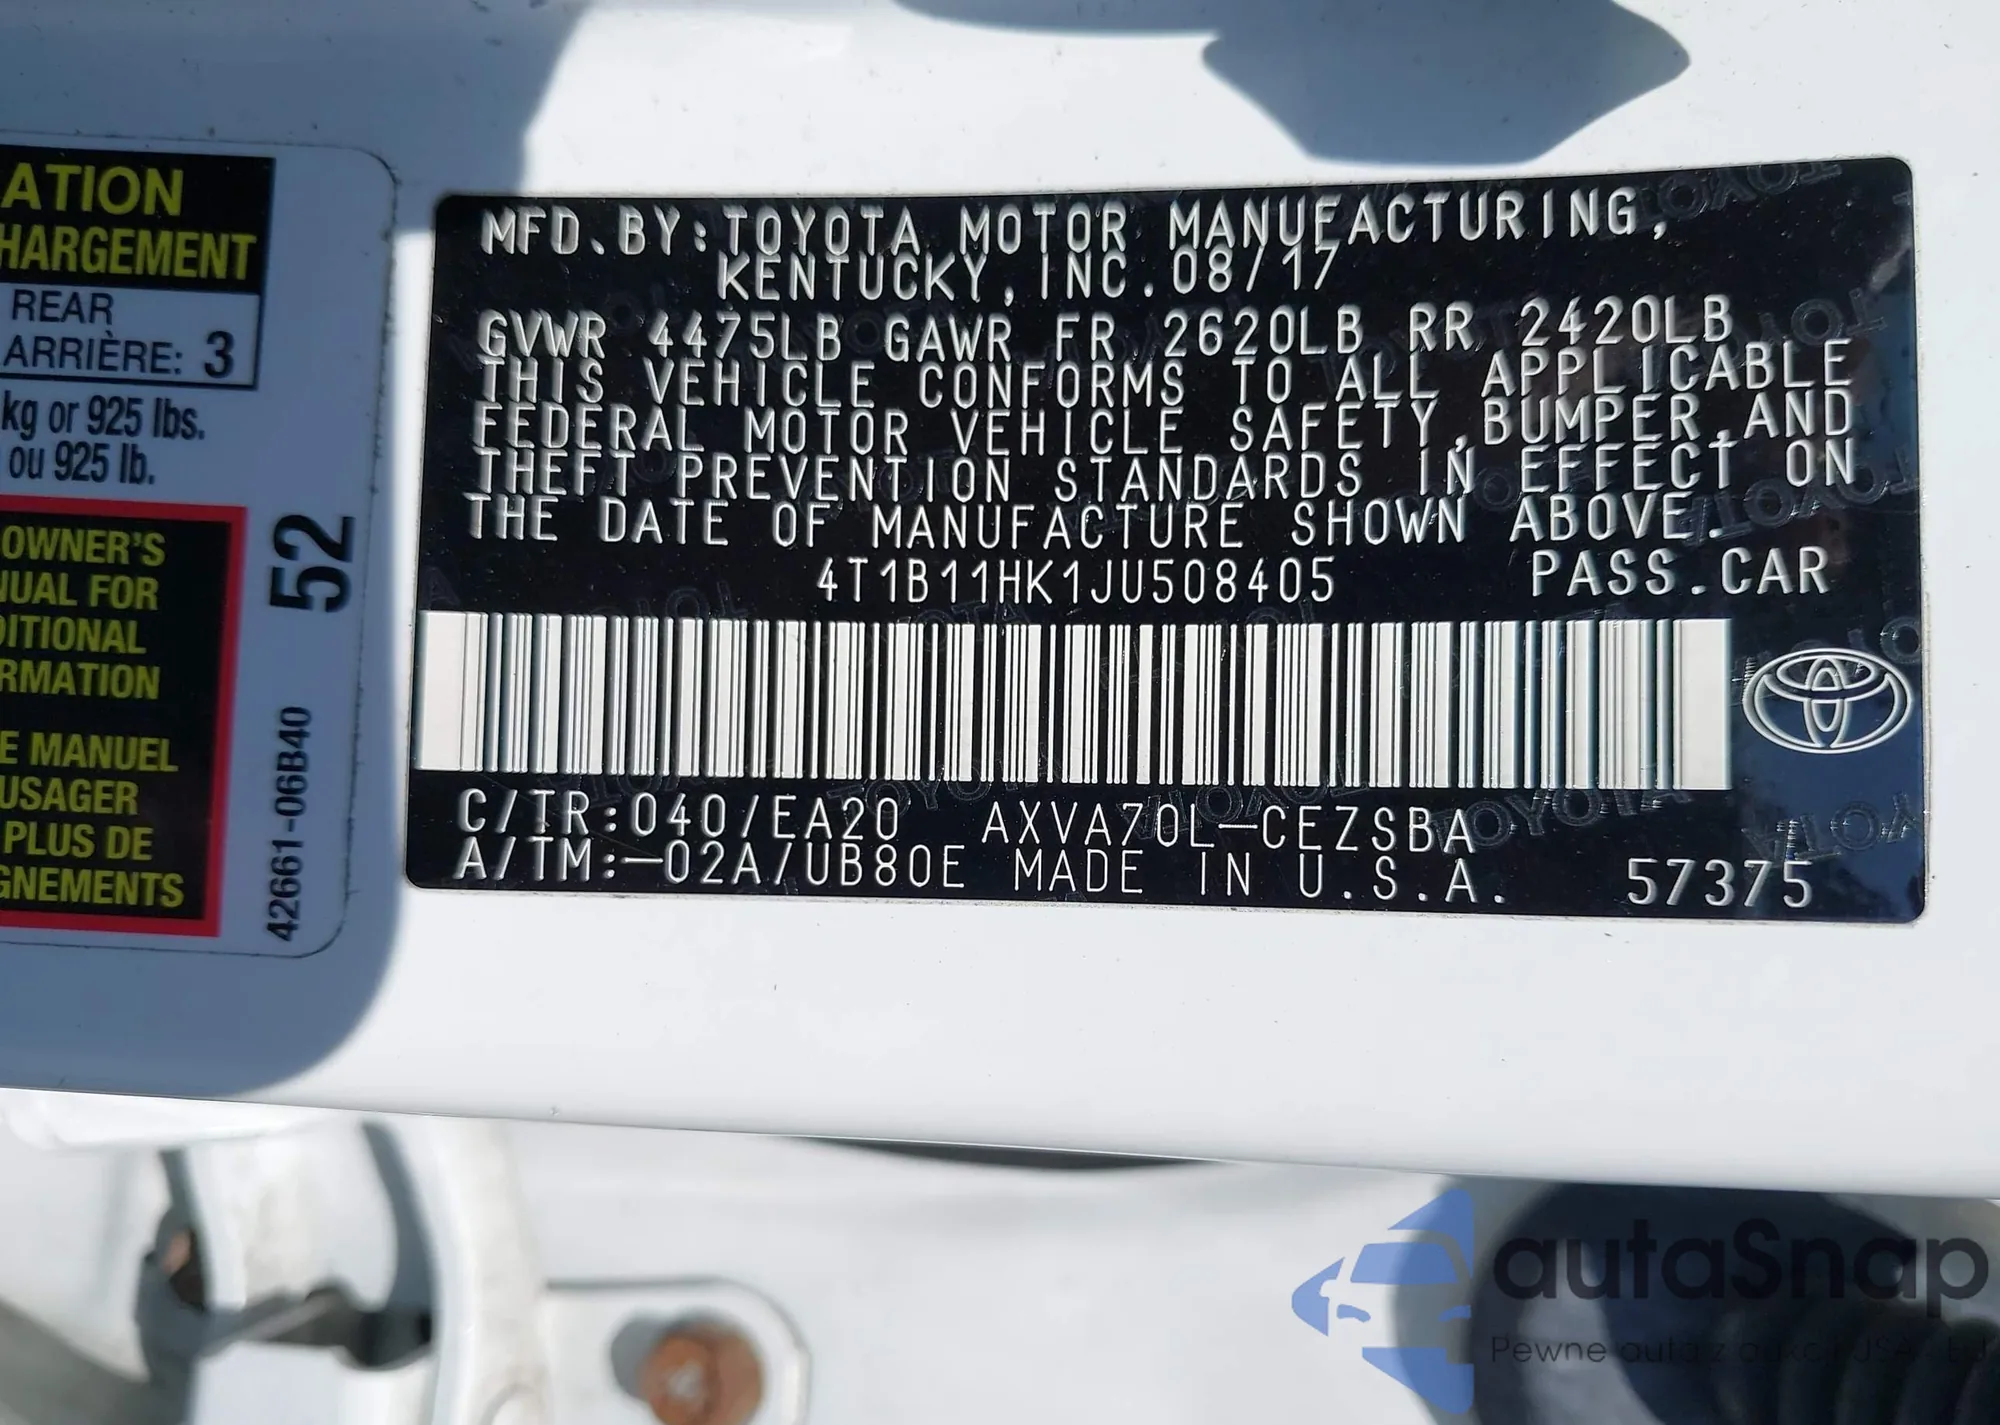 ATION
HARGEMENT
REAR
ARRIÈRE: 3
kg or 925 lbs.
ou 925 lb.
OWNER'S
NUAL FOR
DITIONAL
RMATION
E MANUEL
USAGER
PLUS DE
GNEMENTS
52
42661-06B40
MFD. BY: TOYOTA MOTOR MANUFACTURING,
KENTUCKY, INC. 08/17
GVWR 4475LB GAWR FR 2620LB RR 2420LB
THIS VEHICLE CONFORMS TO ALL APPLICABLE
FEDERAL MOTOR VEHICLE SAFETY, BUMPER, AND
THEFT PREVENTION STANDARDS IN EFFECT ON
THE DATE OF MANUFACTURE SHOWN ABOVE.
4T1B11HK1JU508405 PASS.CAR
C/TR:040/EA20 AXVA70L-CEZSBA
A/TM:-02A/UB80E MADE IN U.S.A. 57375
autaSnap
Pewne auta z aukcji USA